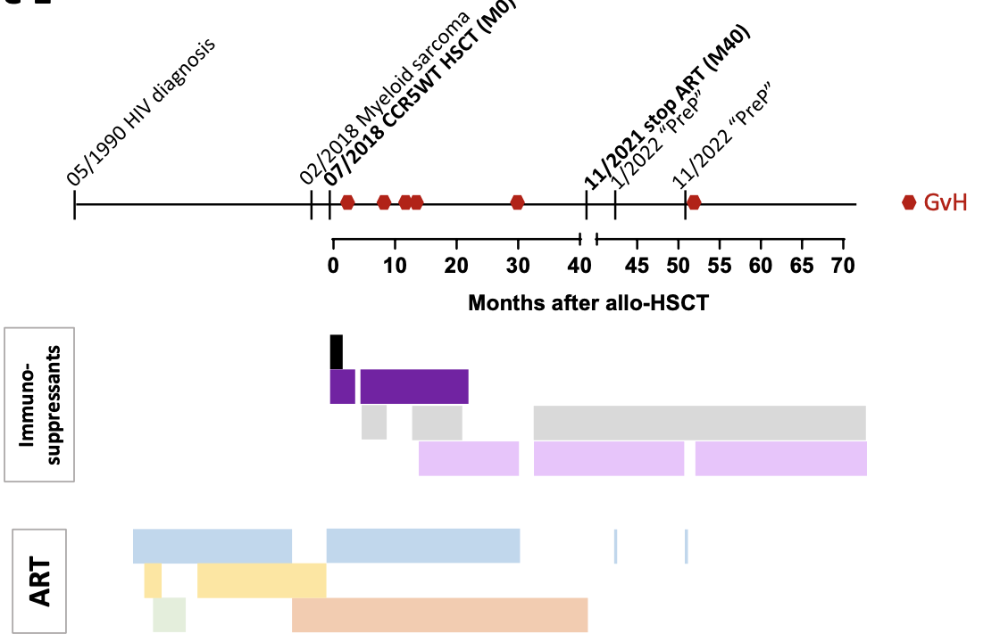 05/1990 HIV diagnosis
02/2018 Myeloid sarcoma
07/2018 CCR5WT HSCT (M0)
11/2021 stop ART (M40)
1/2022 “PreP”
11/2022 “PreP”
GvH
0 10 20 30 40 45 50 55 60 65 70
Months after allo-HSCT
Immuno-
suppressants
ART